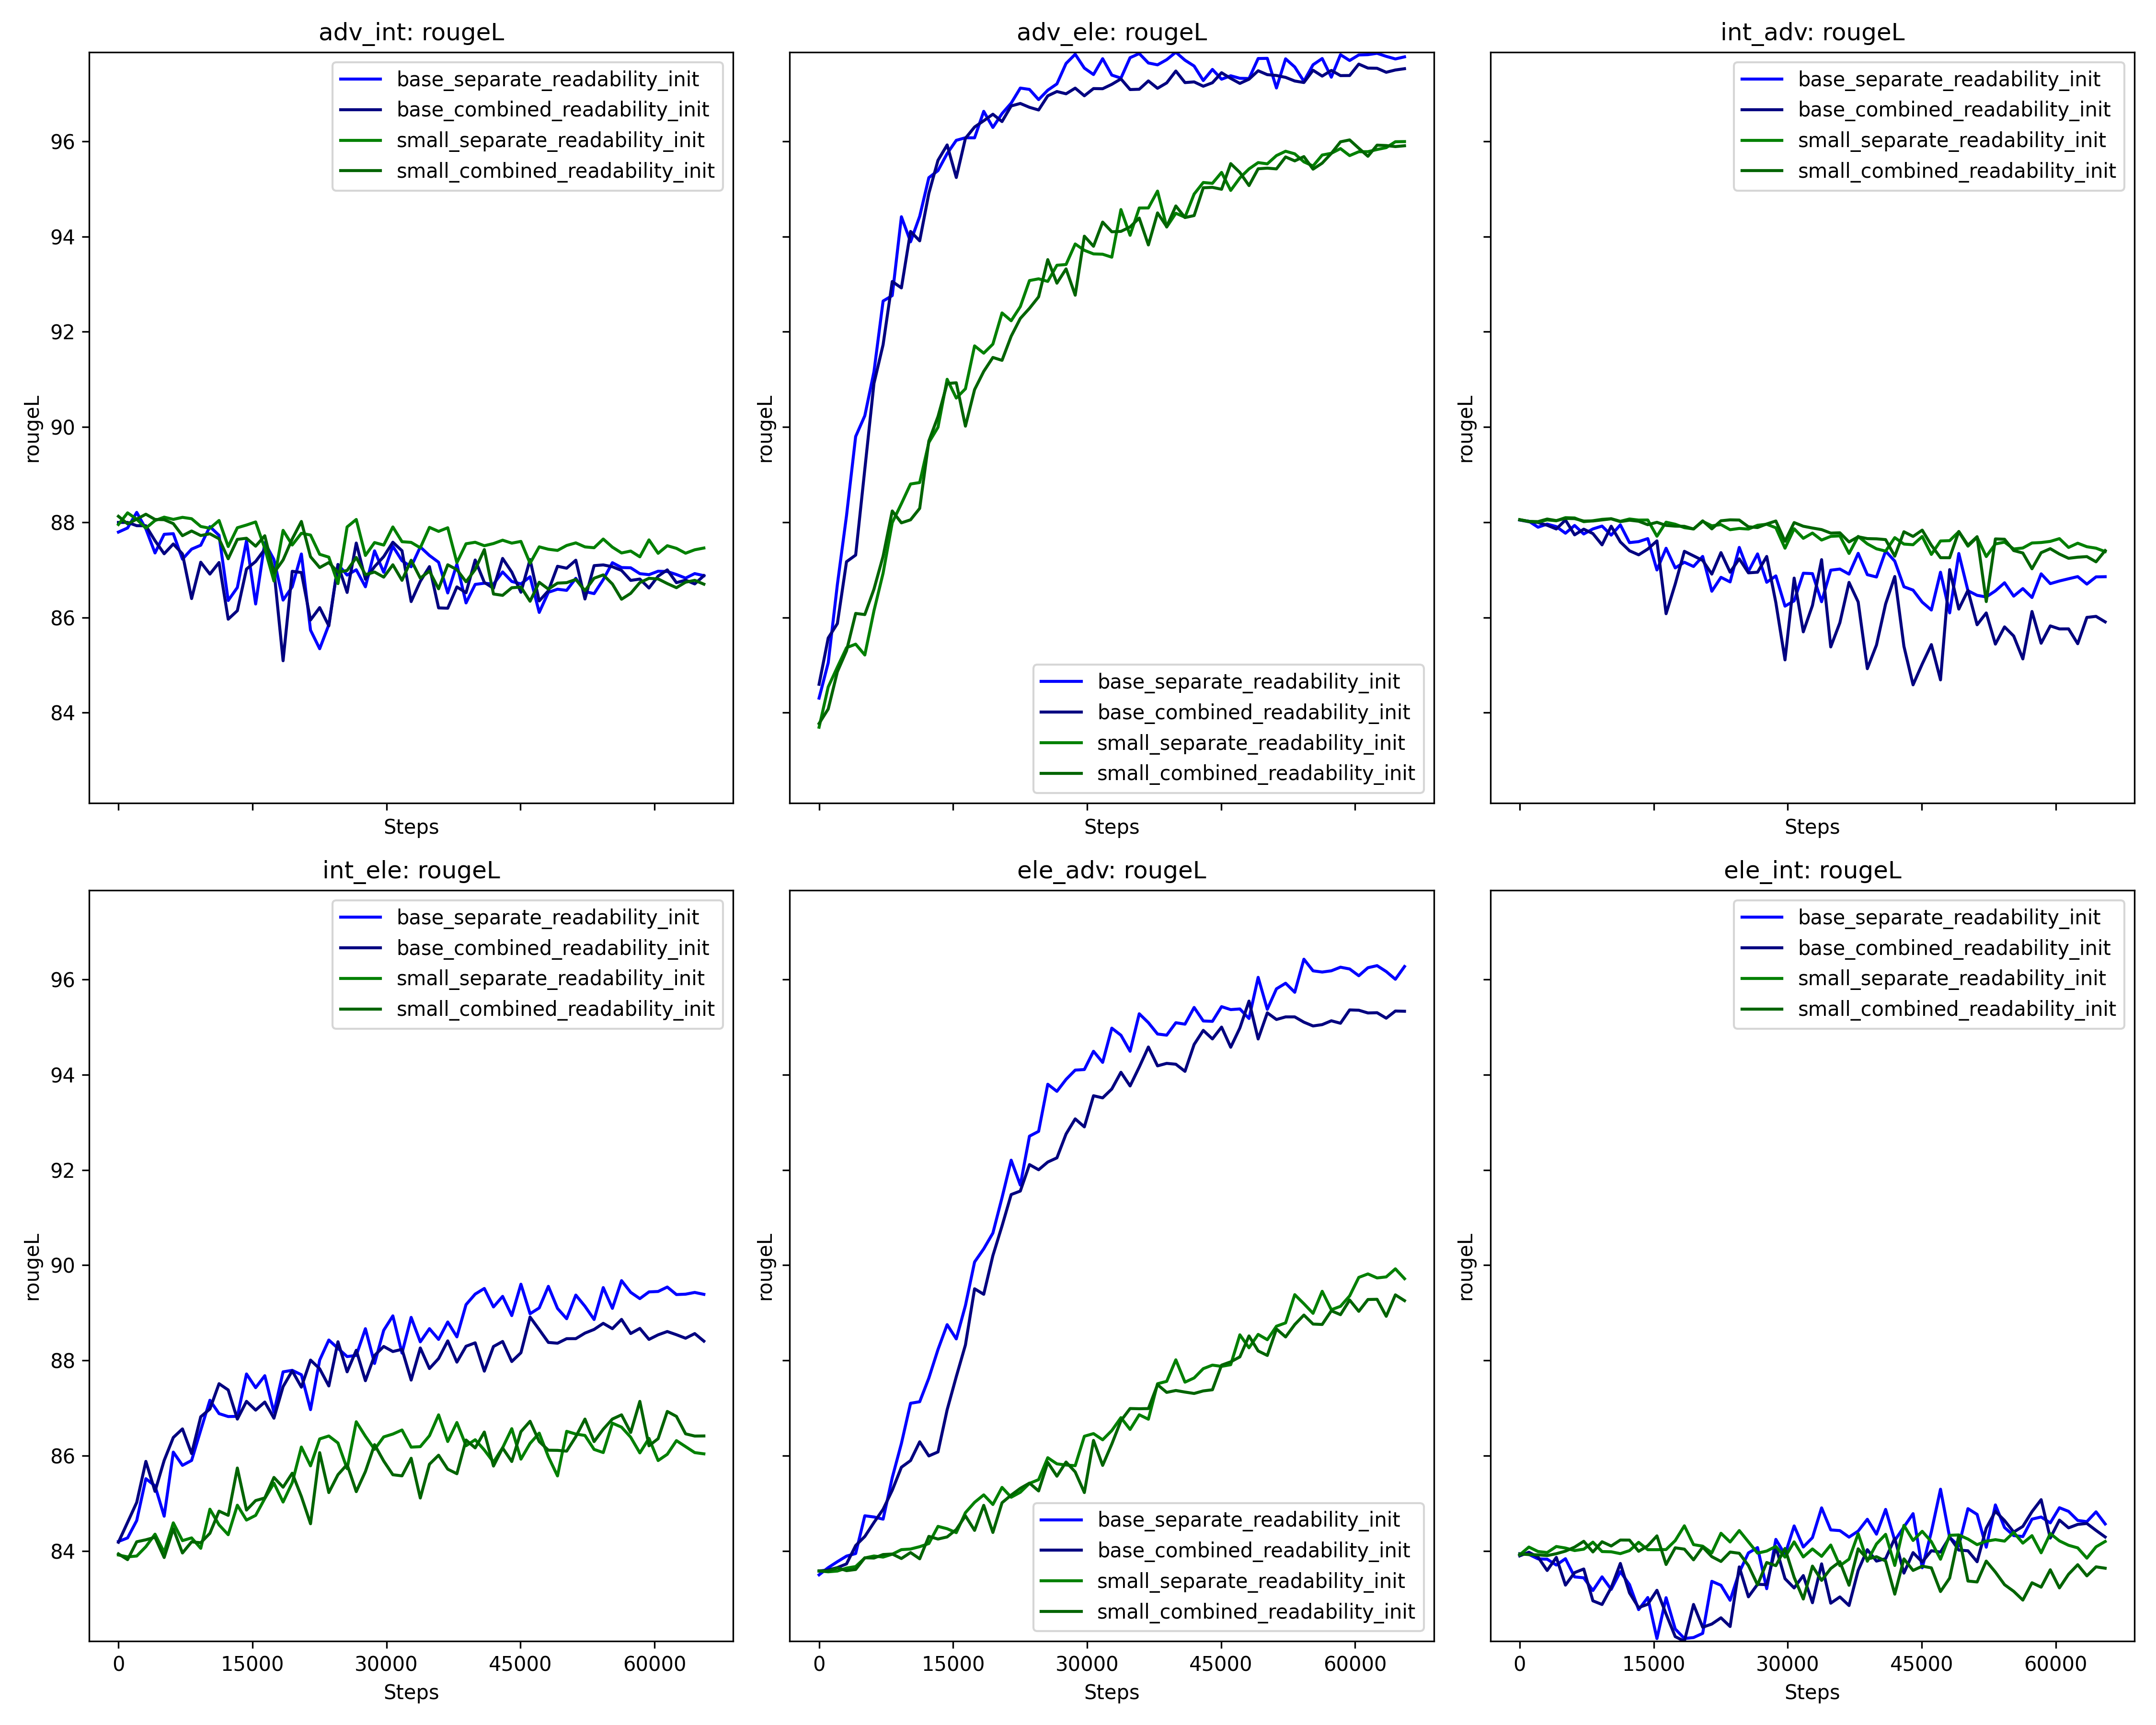 adv_int: rougeL
base_separate_readability_init
base_combined_readability_init
small_separate_readability_init
small_combined_readability_init
96
94
92
90
88
86
84
rougeL
Steps
adv_ele: rougeL
base_separate_readability_init
base_combined_readability_init
small_separate_readability_init
small_combined_readability_init
rougeL
Steps
int_adv: rougeL
base_separate_readability_init
base_combined_readability_init
small_separate_readability_init
small_combined_readability_init
rougeL
Steps
int_ele: rougeL
base_separate_readability_init
base_combined_readability_init
small_separate_readability_init
small_combined_readability_init
96
94
92
90
88
86
84
rougeL
0 15000 30000 45000 60000
Steps
ele_adv: rougeL
base_separate_readability_init
base_combined_readability_init
small_separate_readability_init
small_combined_readability_init
rougeL
0 15000 30000 45000 60000
Steps
ele_int: rougeL
base_separate_readability_init
base_combined_readability_init
small_separate_readability_init
small_combined_readability_init
rougeL
0 15000 30000 45000 60000
Steps